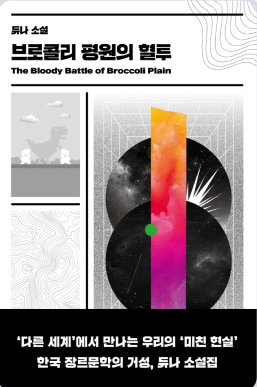 듀나 소설
브로콜리 평원의 혈투
The Bloody Battle of Broccoli Plain
‘다른 세계’에서 만나는 우리의 ‘미친 현실’
한국 장르문학의 거성, 듀나 소설집